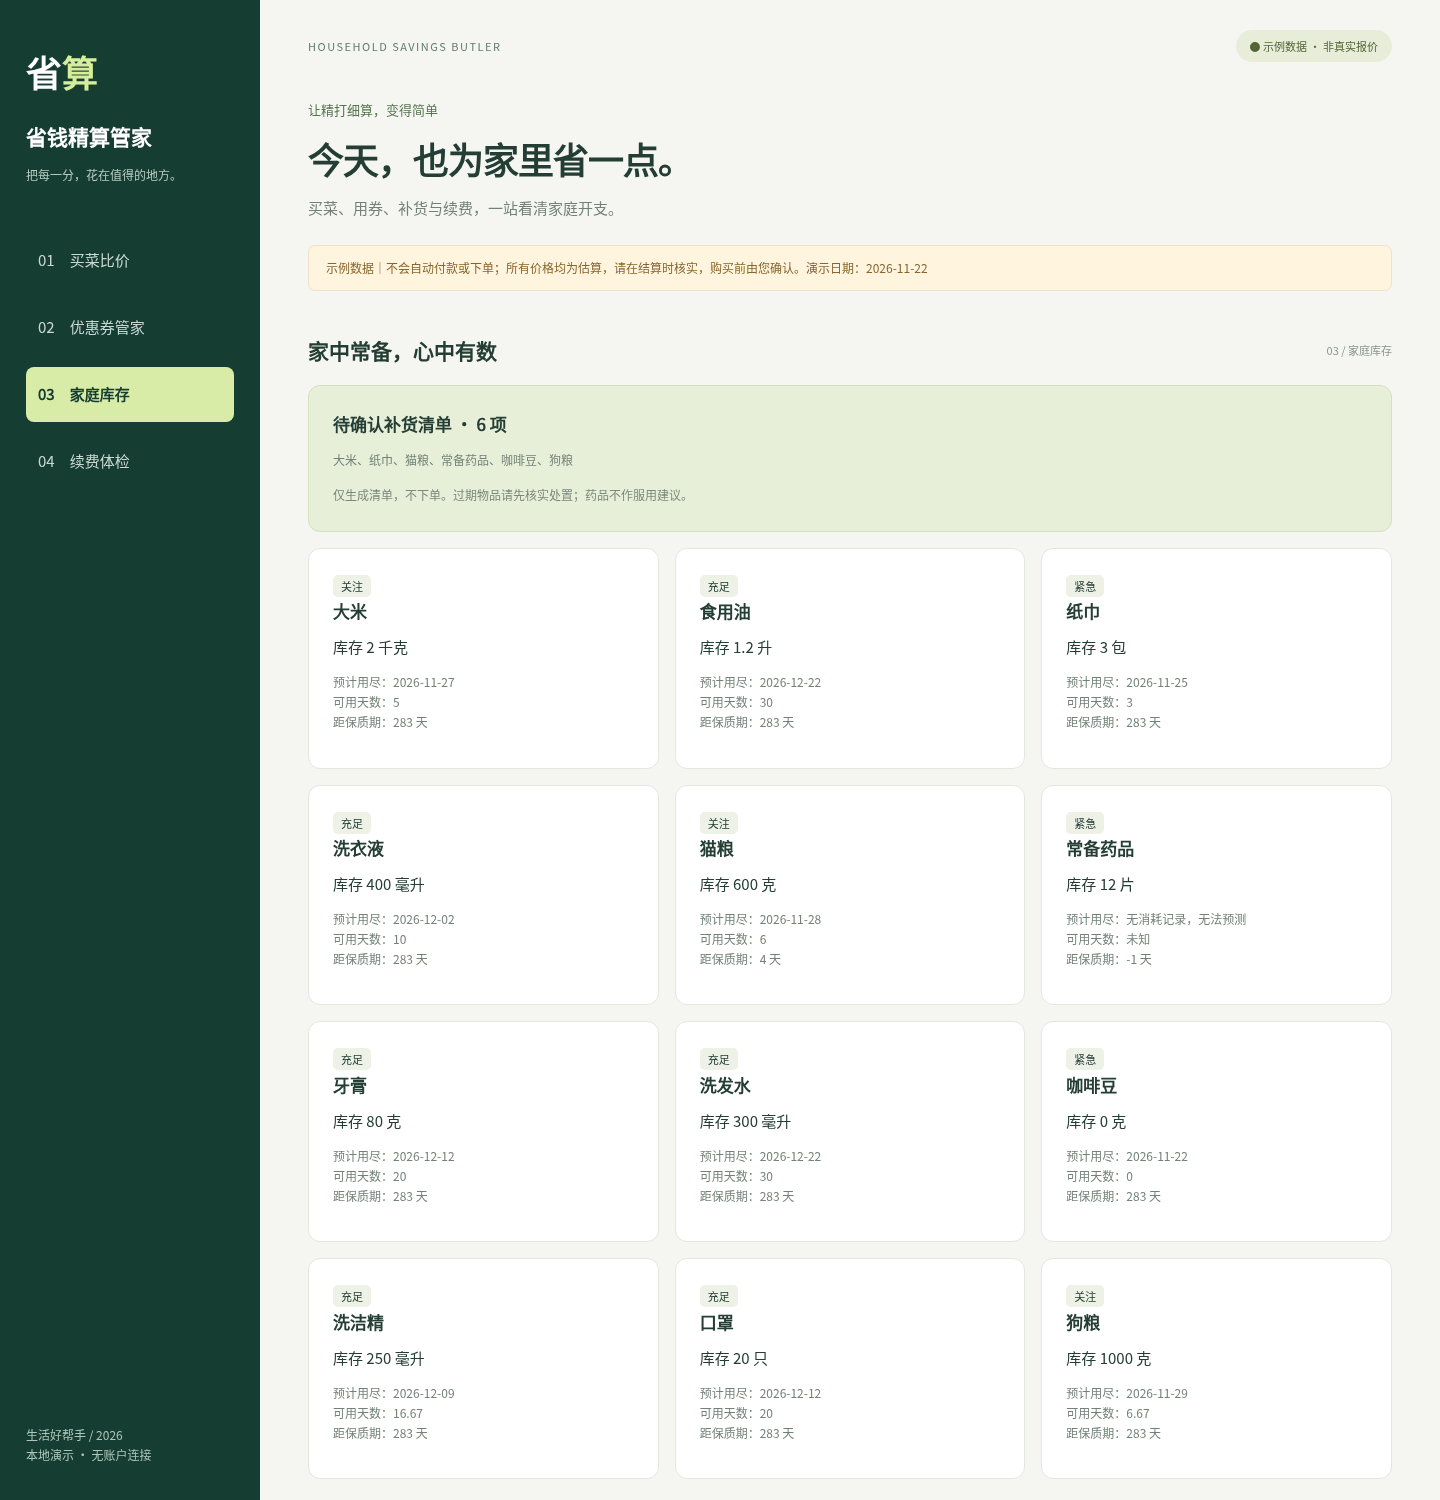 省算
省钱精算管家
把每一分，花在值得的地方。
01 买菜比价
02 优惠券管家
03 家庭库存
04 续费体检
生活好帮手 / 2026
本地演示 · 无账户连接
HOUSEHOLD SAVINGS BUTLER
● 示例数据 · 非真实报价
让精打细算，变得简单
今天，也为家里省一点。
买菜、用券、补货与续费，一站看清家庭开支。
示例数据｜不会自动付款或下单；所有价格均为估算，请在结算时核实，购买前由您确认。演示日期：2026-11-22
家中常备，心中有数
03 / 家庭库存
待确认补货清单 · 6 项
大米、纸巾、猫粮、常备药品、咖啡豆、狗粮
仅生成清单，不下单。过期物品请先核实处置；药品不作服用建议。
关注
大米
库存 2 千克
预计用尽：2026-11-27
可用天数：5
距保质期：283 天
充足
食用油
库存 1.2 升
预计用尽：2026-12-22
可用天数：30
距保质期：283 天
紧急
纸巾
库存 3 包
预计用尽：2026-11-25
可用天数：3
距保质期：283 天
充足
洗衣液
库存 400 毫升
预计用尽：2026-12-02
可用天数：10
距保质期：283 天
关注
猫粮
库存 600 克
预计用尽：2026-11-28
可用天数：6
距保质期：4 天
紧急
常备药品
库存 12 片
预计用尽：无消耗记录，无法预测
可用天数：未知
距保质期：-1 天
充足
牙膏
库存 80 克
预计用尽：2026-12-12
可用天数：20
距保质期：283 天
充足
洗发水
库存 300 毫升
预计用尽：2026-12-22
可用天数：30
距保质期：283 天
紧急
咖啡豆
库存 0 克
预计用尽：2026-11-22
可用天数：0
距保质期：283 天
充足
洗洁精
库存 250 毫升
预计用尽：2026-12-09
可用天数：16.67
距保质期：283 天
充足
口罩
库存 20 只
预计用尽：2026-12-12
可用天数：20
距保质期：283 天
关注
狗粮
库存 1000 克
预计用尽：2026-11-29
可用天数：6.67
距保质期：283 天